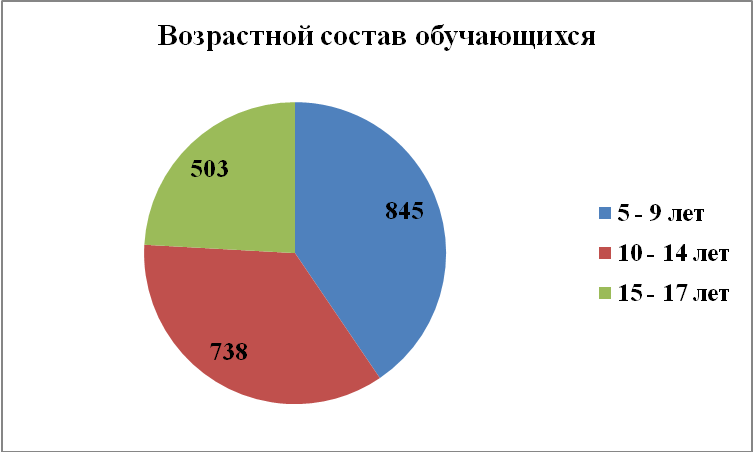 Возрастной состав обучающихся
503
845
738
5 - 9 лет
10 - 14 лет
15 - 17 лет